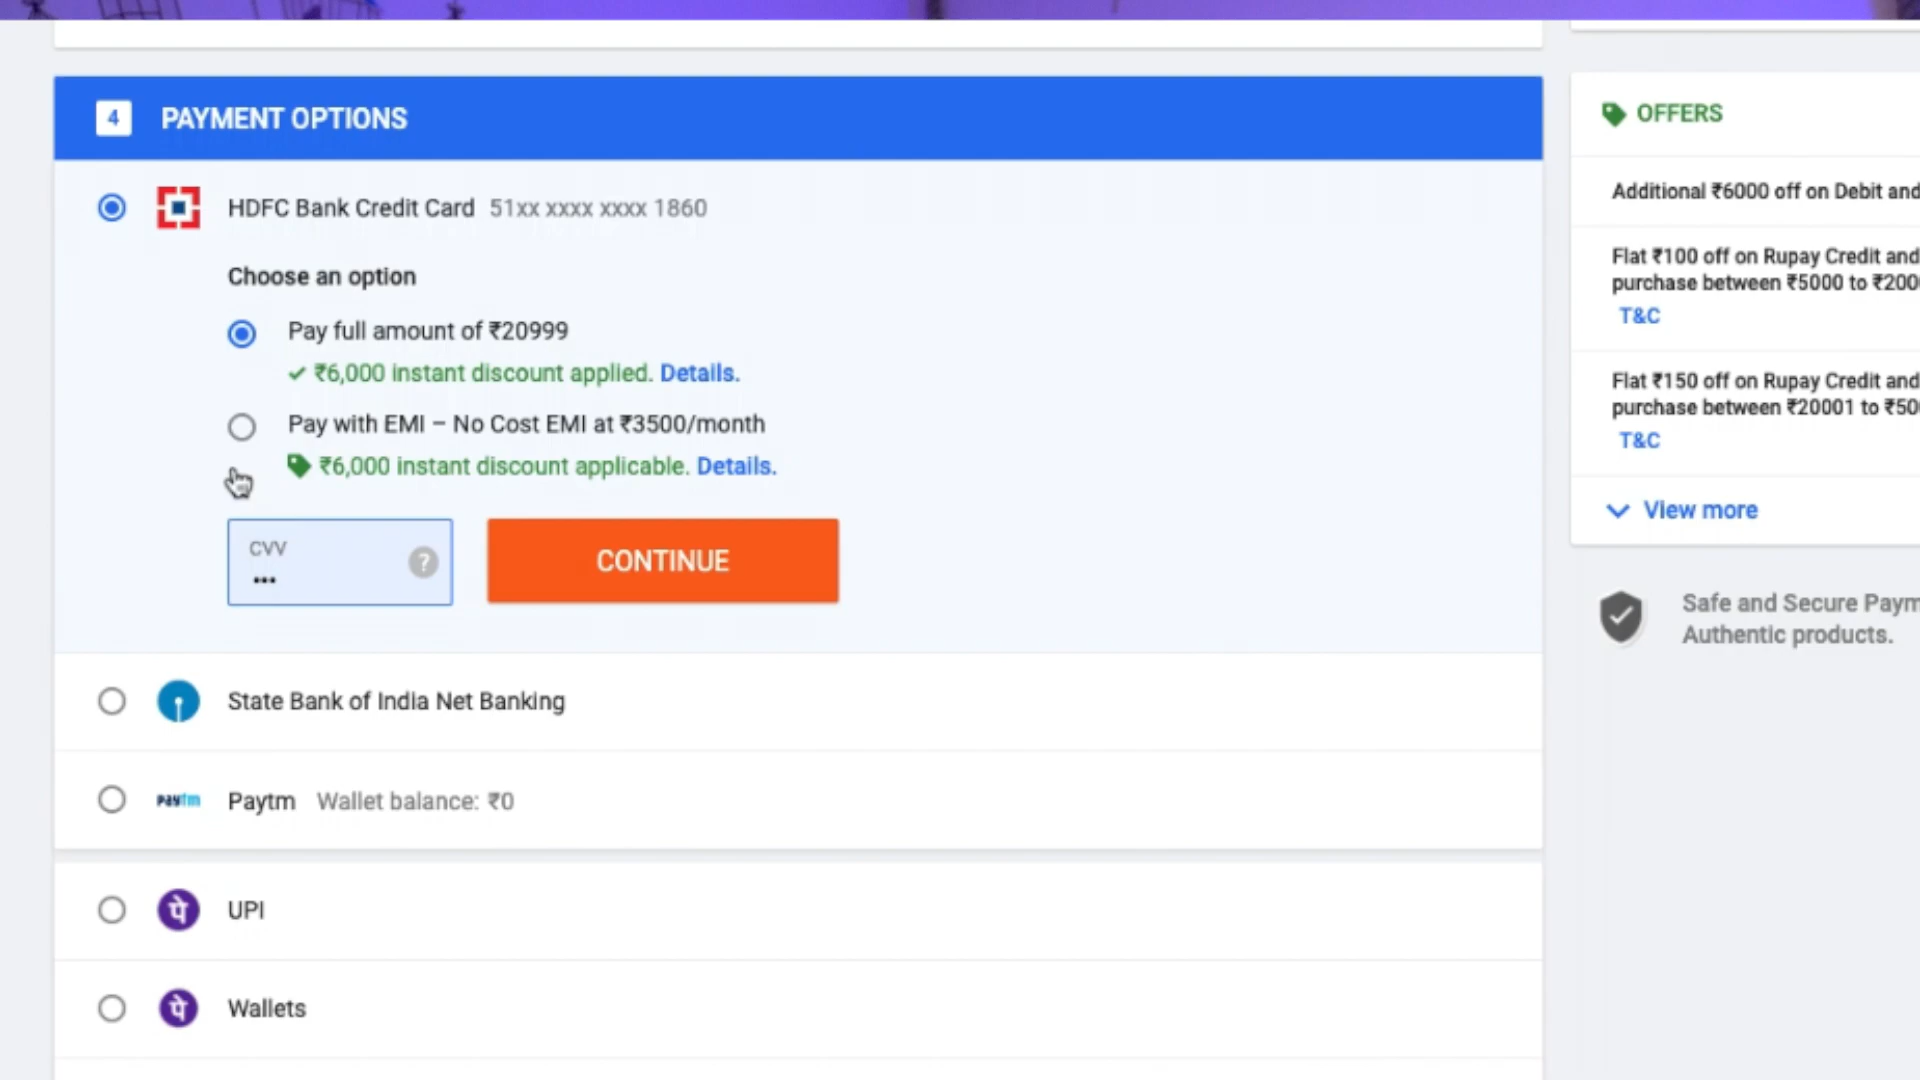 4 PAYMENT OPTIONS
HDFC Bank Credit Card 51xx xxxx xxxx 1860
Choose an option
Pay full amount of ₹20999
₹6,000 instant discount applied. Details.
Pay with EMI – No Cost EMI at ₹3500/month
₹6,000 instant discount applicable. Details.
CVV
•••
?
CONTINUE
State Bank of India Net Banking
paytm Paytm Wallet balance: ₹0
पे UPI
पे Wallets
OFFERS
Additional ₹6000 off on Debit and
Flat ₹100 off on Rupay Credit and
purchase between ₹5000 to ₹200
T&C
Flat ₹150 off on Rupay Credit and
purchase between ₹20001 to ₹50
T&C
View more
Safe and Secure Paym
Authentic products.